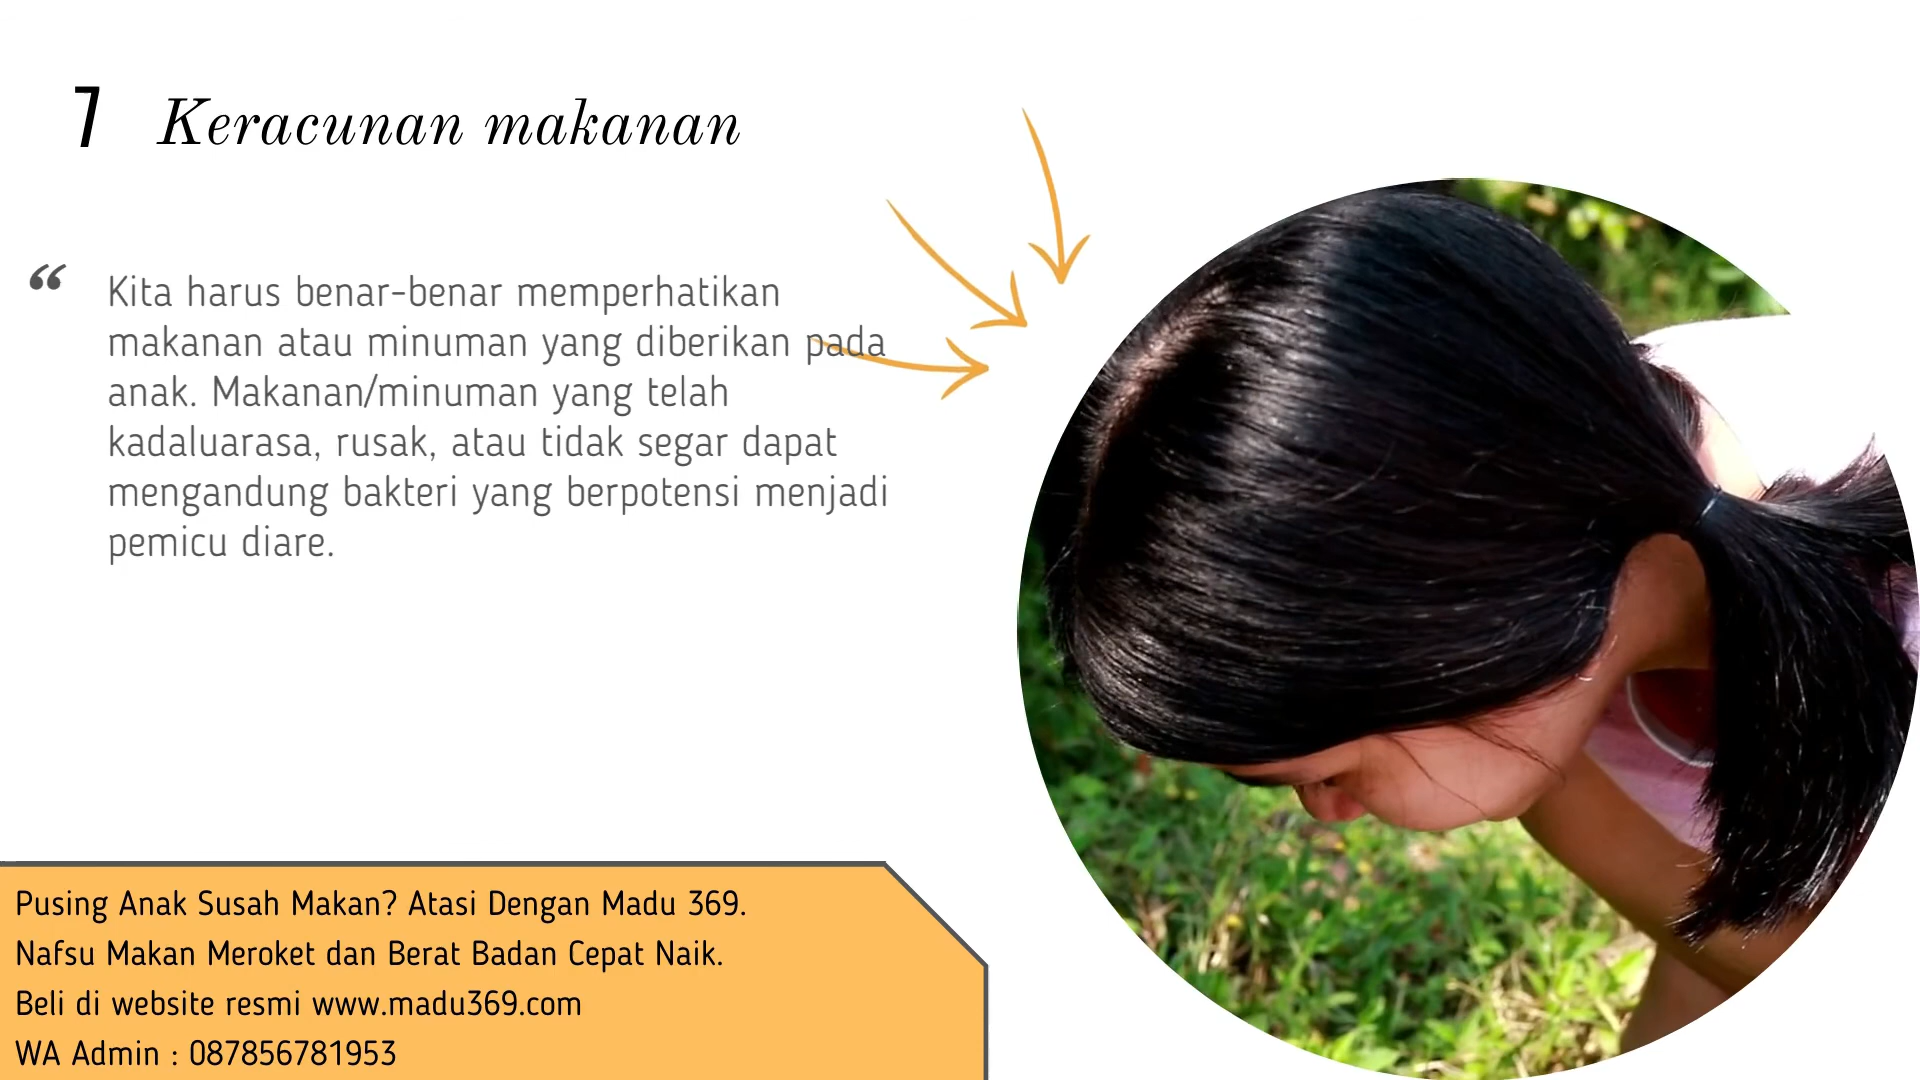 7 Keracunan makanan
“ Kita harus benar-benar memperhatikan
makanan atau minuman yang diberikan pada
anak. Makanan/minuman yang telah
kadaluarasa, rusak, atau tidak segar dapat
mengandung bakteri yang berpotensi menjadi
pemicu diare.
Pusing Anak Susah Makan? Atasi Dengan Madu 369.
Nafsu Makan Meroket dan Berat Badan Cepat Naik.
Beli di website resmi www.madu369.com
WA Admin : 087856781953